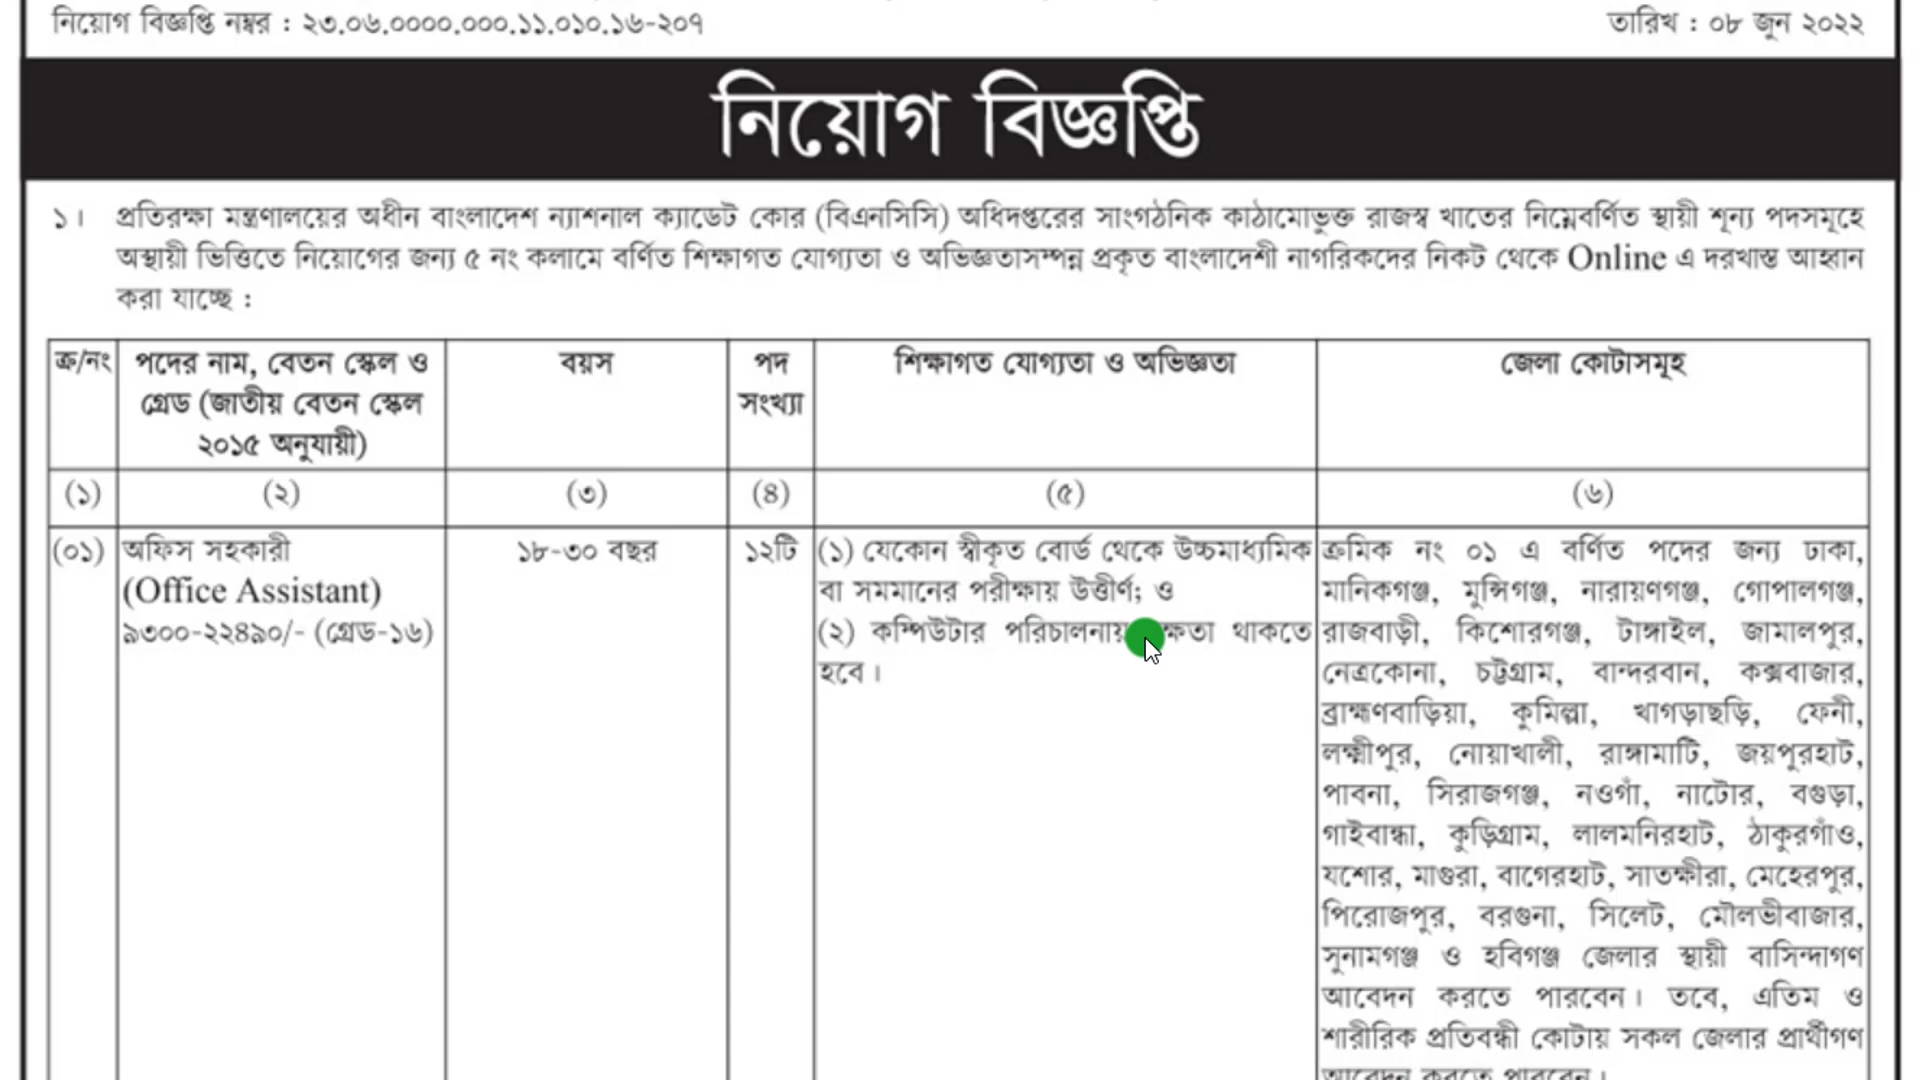 নিয়োগ বিজ্ঞপ্তি নম্বর : ২৩.০৬.০০০০.০০০.১১.০১০.১৬-২০৭
তারিখ : ০৮ জুন ২০২২
নিয়োগ বিজ্ঞপ্তি
১। প্রতিরক্ষা মন্ত্রণালয়ের অধীন বাংলাদেশ ন্যাশনাল ক্যাডেট কোর (বিএনসিসি) অধিদপ্তরের সাংগঠনিক কাঠামোভুক্ত রাজস্ব খাতের নিম্নেবর্ণিত স্থায়ী শূন্য পদসমূহে
অস্থায়ী ভিত্তিতে নিয়োগের জন্য ৫ নং কলামে বর্ণিত শিক্ষাগত যোগ্যতা ও অভিজ্ঞতাসম্পন্ন প্রকৃত বাংলাদেশী নাগরিকদের নিকট থেকে Online এ দরখাস্ত আহ্বান
করা যাচ্ছে :
ক্র/নং
পদের নাম, বেতন স্কেল ও
গ্রেড (জাতীয় বেতন স্কেল
২০১৫ অনুযায়ী)
বয়স
পদ
সংখ্যা
শিক্ষাগত যোগ্যতা ও অভিজ্ঞতা
জেলা কোটাসমূহ
(১)
(২)
(৩)
(৪)
(৫)
(৬)
(০১)
অফিস সহকারী
(Office Assistant)
৯৩০০-২২৪৯০/- (গ্রেড-১৬)
১৮-৩০ বছর
১২টি
(১) যেকোন স্বীকৃত বোর্ড থেকে উচ্চমাধ্যমিক
বা সমমানের পরীক্ষায় উত্তীর্ণ; ও
(২) কম্পিউটার পরিচালনায় থাকতে
হবে।
ক্রমিক নং ০১ এ বর্ণিত পদের জন্য ঢাকা,
মানিকগঞ্জ, মুন্সিগঞ্জ, নারায়ণগঞ্জ, গোপালগঞ্জ,
রাজবাড়ী, কিশোরগঞ্জ, টাঙ্গাইল, জামালপুর,
নেত্রকোনা, চট্টগ্রাম, বান্দরবান, কক্সবাজার,
ব্রাহ্মণবাড়িয়া, কুমিল্লা, খাগড়াছড়ি, ফেনী,
লক্ষ্মীপুর, নোয়াখালী, রাঙ্গামাটি, জয়পুরহাট,
পাবনা, সিরাজগঞ্জ, নওগাঁ, নাটোর, বগুড়া,
গাইবান্ধা, কুড়িগ্রাম, লালমনিরহাট, ঠাকুরগাঁও,
যশোর, মাগুরা, বাগেরহাট, সাতক্ষীরা, মেহেরপুর,
পিরোজপুর, বরগুনা, সিলেট, মৌলভীবাজার,
সুনামগঞ্জ ও হবিগঞ্জ জেলার স্থায়ী বাসিন্দাগণ
আবেদন করতে পারবেন। তবে, এতিম ও
শারীরিক প্রতিবন্ধী কোটায় সকল জেলার প্রার্থীগণ
আবেদন করতে পারবেন।